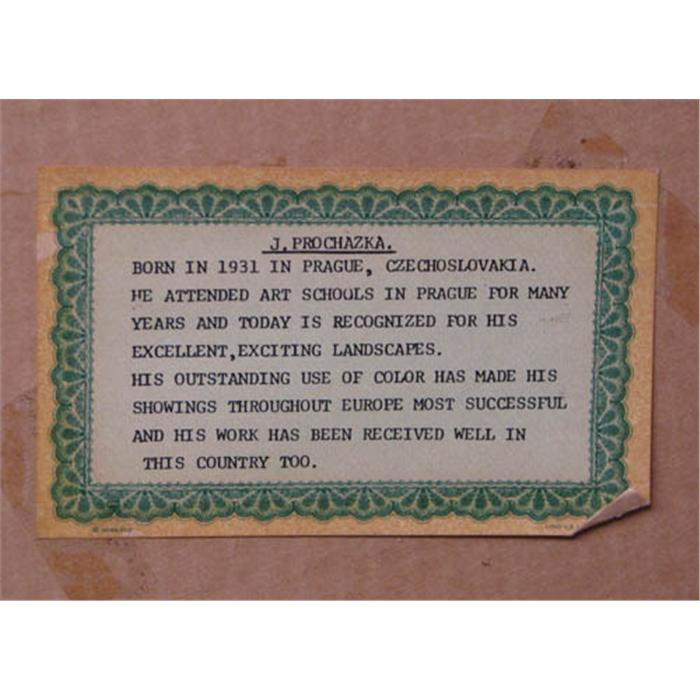 J. PROCHAZKA.
BORN IN 1931 IN PRAGUE, CZECHOSLOVAKIA.
HE ATTENDED ART SCHOOLS IN PRAGUE FOR MANY
YEARS AND TODAY IS RECOGNIZED FOR HIS
EXCELLENT,EXCITING LANDSCAPES.
HIS OUTSTANDING USE OF COLOR HAS MADE HIS
SHOWINGS THROUGHOUT EUROPE MOST SUCCESSFUL
AND HIS WORK HAS BEEN RECEIVED WELL IN
THIS COUNTRY TOO.